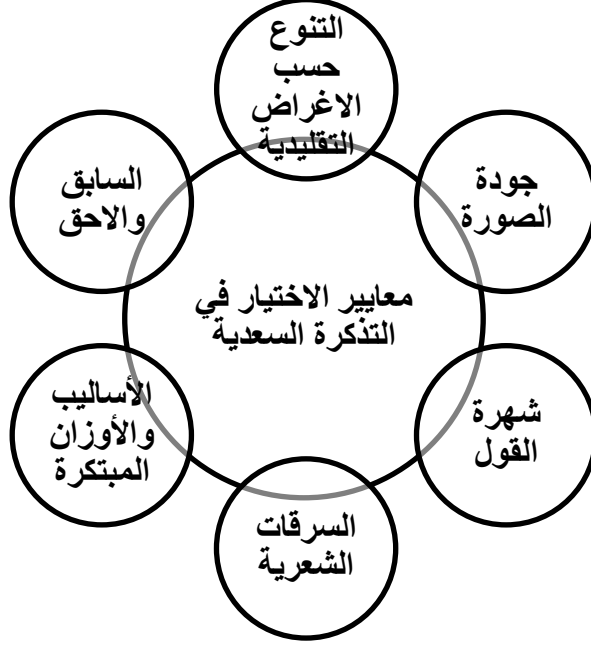 التنوع
حسب
الاغراض
التقليدية
جودة
الصورة
شهرة
القول
السرقات
الشعرية
الأساليب
والأوزان
المبتكرة
السابق
والاحق
معايير الاختيار في
التذكرة السعدية